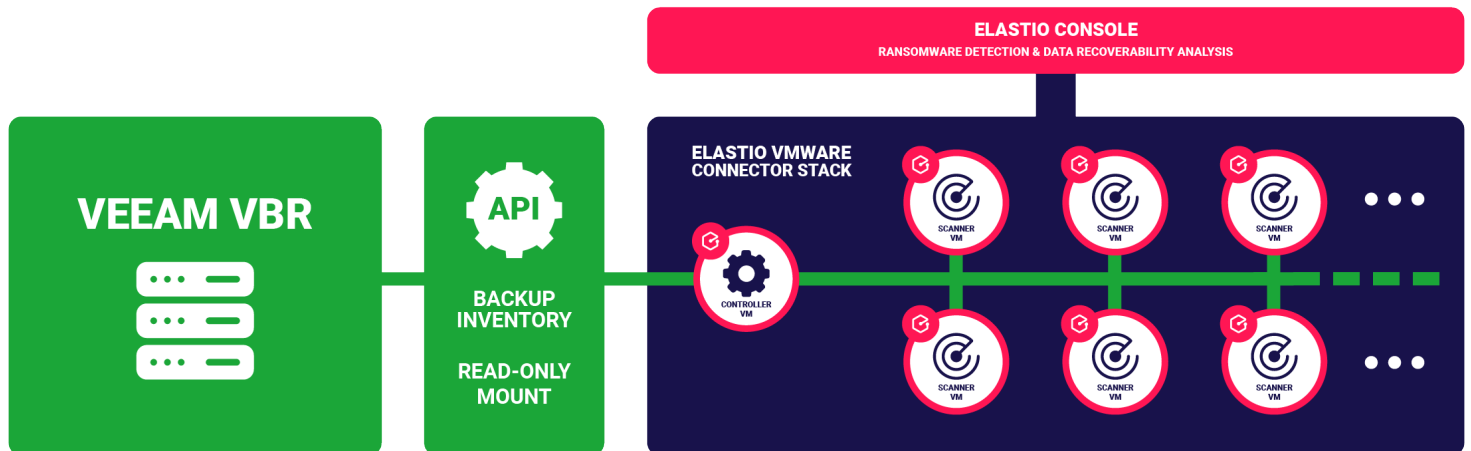 ELASTIO CONSOLE
RANSOMWARE DETECTION & DATA RECOVERABILITY ANALYSIS
VEEAM VBR
API
BACKUP
INVENTORY
READ-ONLY
MOUNT
ELASTIO VMWARE
CONNECTOR STACK
CONTROLLER
VM
SCANNER
VM
SCANNER
VM
SCANNER
VM
SCANNER
VM
SCANNER
VM
SCANNER
VM